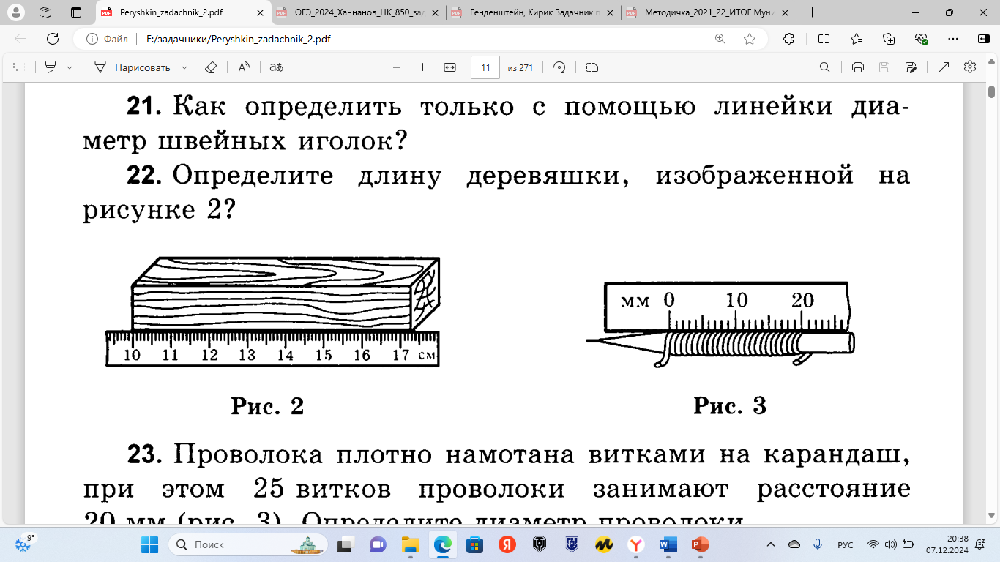 Peryshkin_zadachnik_2.pdf
ОГЭ_2024_Ханнанов_НК_850_зад
Генденштейн, Кирик Задачник п
Методичка_2021_22_ИТОГ Муни
Файл E:/задачники/Peryshkin_zadachnik_2.pdf
Нарисовать
аあ
11 из 271
21. Как определить только с помощью линейки диа-
метр швейных иголок?
22. Определите длину деревяшки, изображенной на
рисунке 2?
10 11 12 13 14 15 16 17 см
Рис. 2
мм 0 10 20
Рис. 3
23. Проволока плотно намотана витками на карандаш,
при этом 25 витков проволоки занимают расстояние
20 мм (рис. 3). Определите диаметр проволоки.
-9°
Поиск
РУС
20:38
07.12.2024